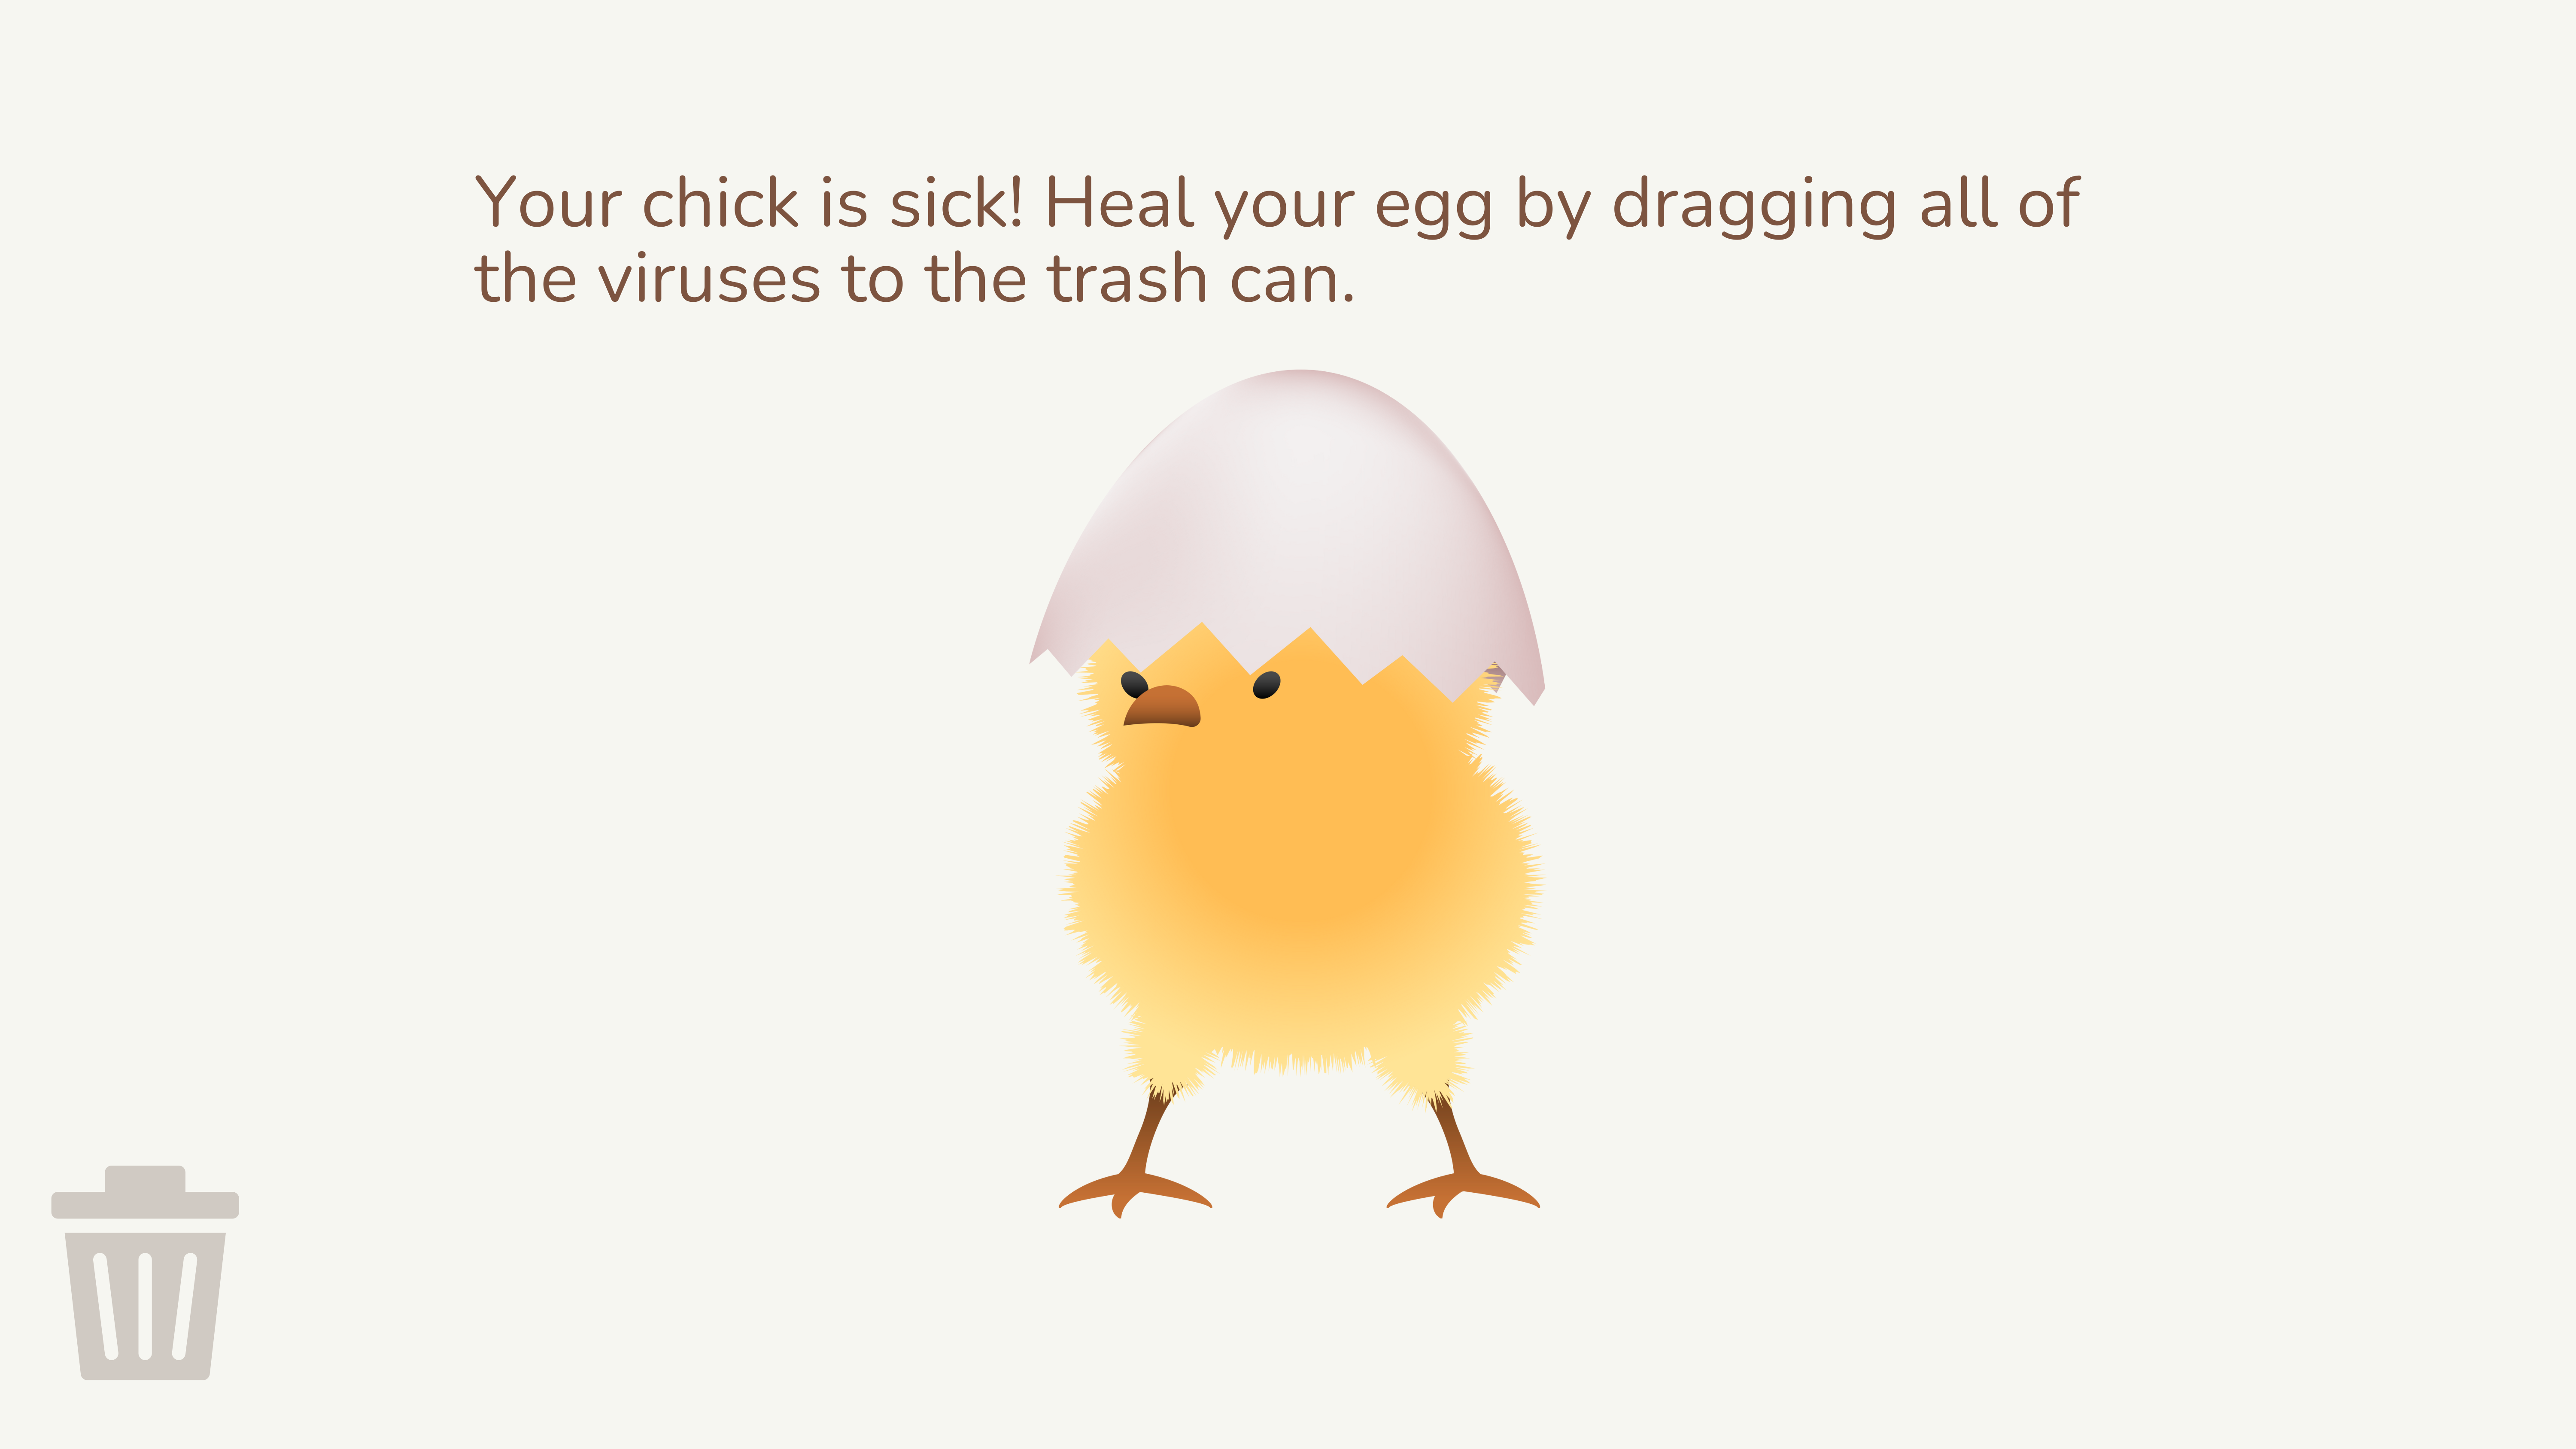 Your chick is sick! Heal your egg by dragging all of
the viruses to the trash can.